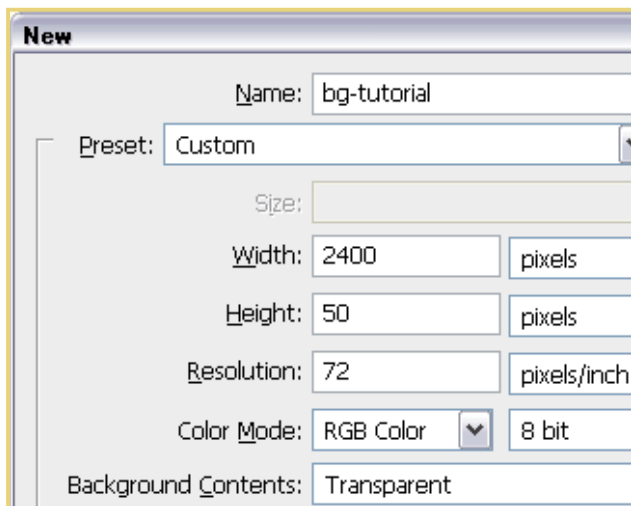 New
Name: bg-tutorial
Preset: Custom
Size:
Width: 2400 pixels
Height: 50 pixels
Resolution: 72 pixels/inch
Color Mode: RGB Color 8 bit
Background Contents: Transparent